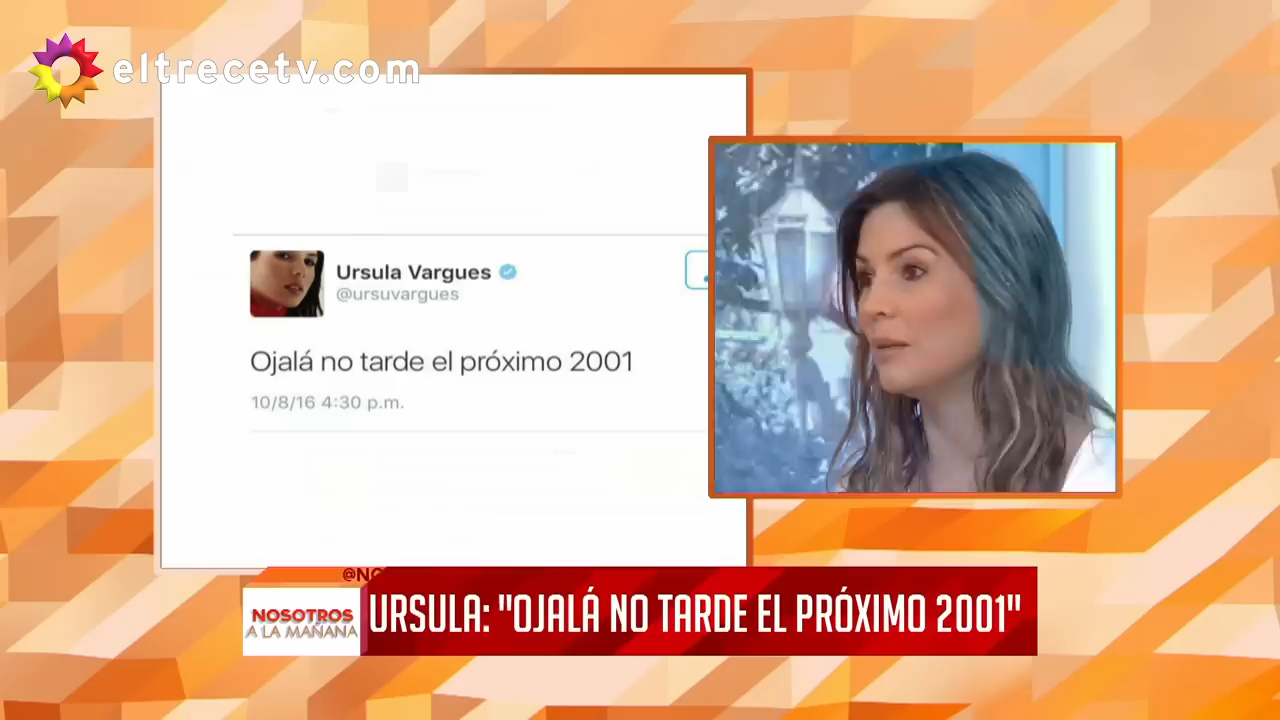 eltrecetv.com
Ursula Vargues
@ursuvargues
Ojalá no tarde el próximo 2001
10/8/16 4:30 p.m.
@NO
NOSOTROS
A LA MAÑANA
URSULA: "OJALÁ NO TARDE EL PRÓXIMO 2001"